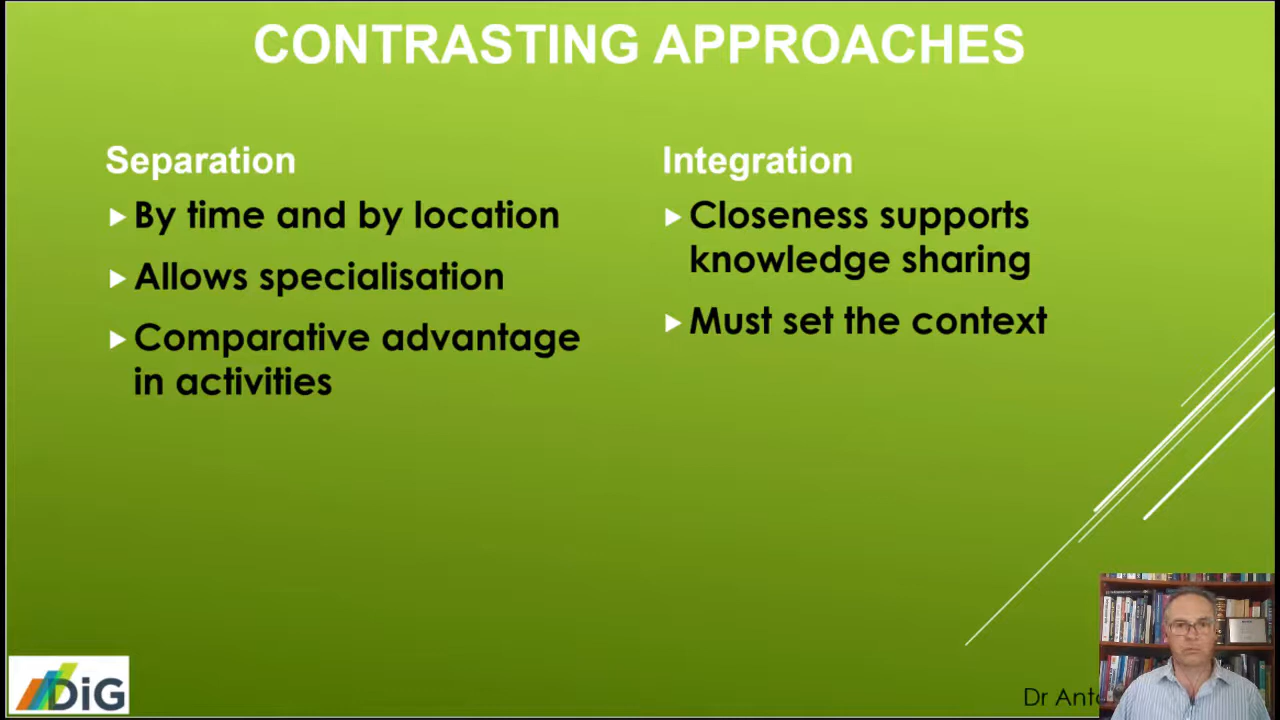 CONTRASTING APPROACHES
Separation
By time and by location
Allows specialisation
Comparative advantage
in activities
Integration
Closeness supports
knowledge sharing
Must set the context
DiG
Dr